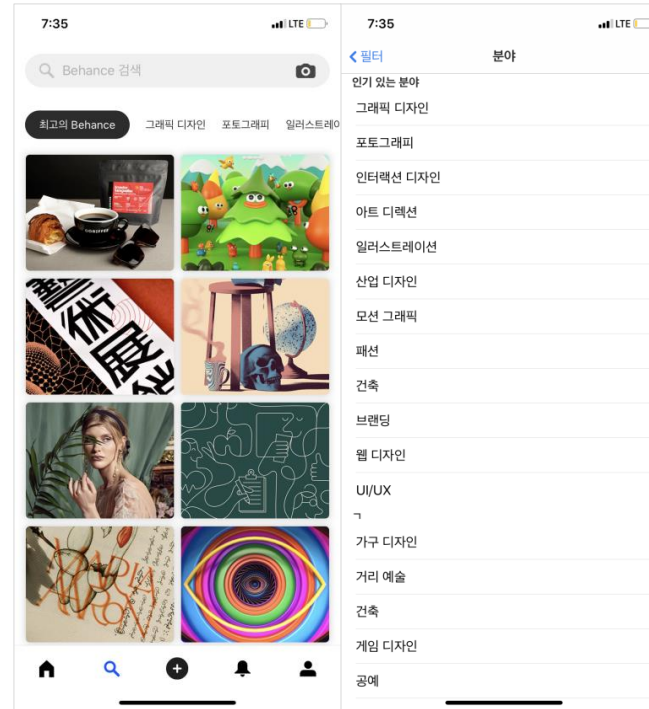 7:35
LTE
Behance 검색
최고의 Behance
그래픽 디자인
포토그래피
일러스트레이
藝術展
7:35
LTE
필터
분야
인기 있는 분야
그래픽 디자인
포토그래피
인터랙션 디자인
아트 디렉션
일러스트레이션
산업 디자인
모션 그래픽
패션
건축
브랜딩
웹 디자인
UI/UX
ㄱ
가구 디자인
거리 예술
건축
게임 디자인
공예